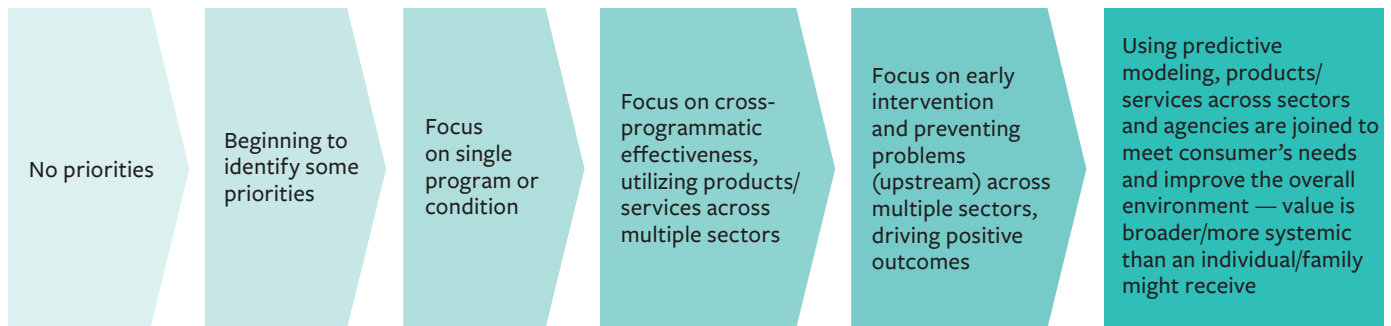 No priorities
Beginning to
identify some
priorities
Focus
on single
program or
condition
Focus on cross-
programmatic
effectiveness,
utilizing products/
services across
multiple sectors
Focus on early
intervention
and preventing
problems
(upstream) across
multiple sectors,
driving positive
outcomes
Using predictive
modeling, products/
services across sectors
and agencies are joined to
meet consumer’s needs
and improve the overall
environment — value is
broader/more systemic
than an individual/family
might receive